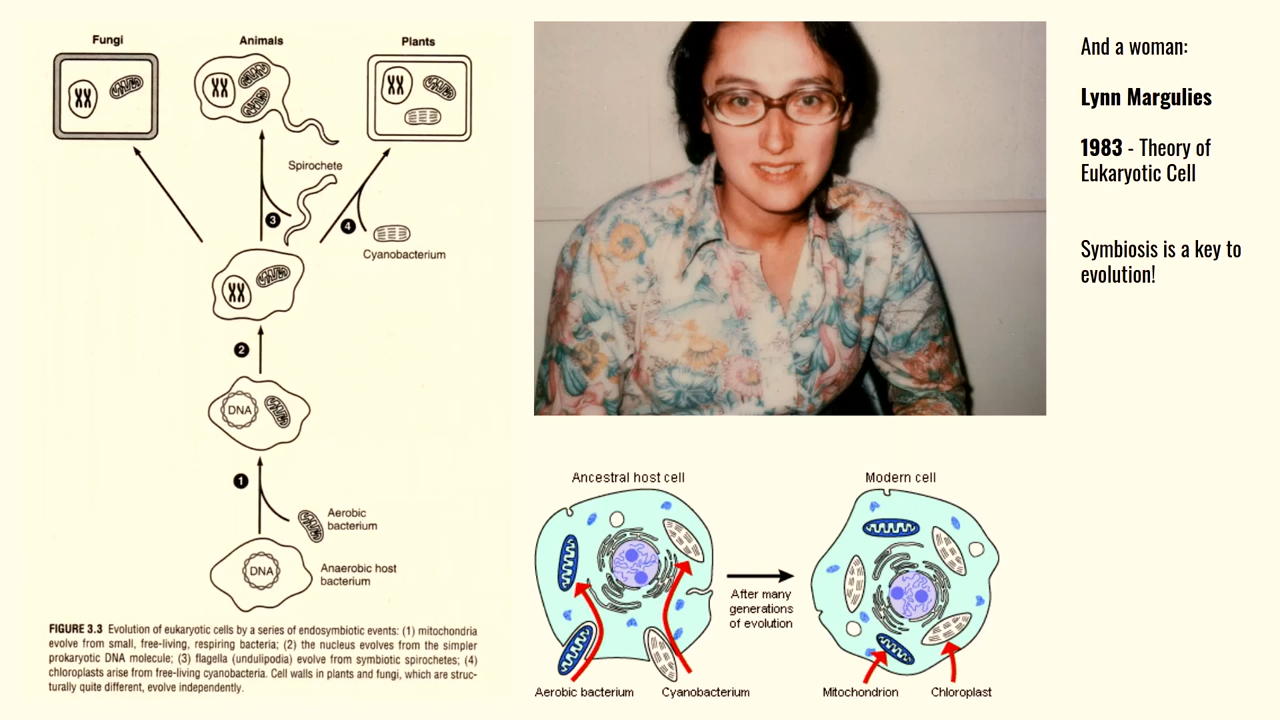 Fungi
Animals
Plants
XX
XX
XX
Spirochete
3
4
Cyanobacterium
XX
2
DNA
1
Aerobic
bacterium
DNA
Anaerobic host
bacterium
FIGURE 3.3 Evolution of eukaryotic cells by a series of endosymbiotic events: (1) mitochondria
evolve from small, free-living, respiring bacteria; (2) the nucleus evolves from the simpler
prokaryotic DNA molecule; (3) flagella (undulipodia) evolve from symbiotic spirochetes; (4)
chloroplasts arise from free-living cyanobacteria. Cell walls in plants and fungi, which are struc-
turally quite different, evolve independently.
And a woman:
Lynn Margulies
1983 - Theory of
Eukaryotic Cell
Symbiosis is a key to
evolution!
Ancestral host cell
Modern cell
After many
generations
of evolution
Aerobic bacterium
Cyanobacterium
Mitochondrion
Chloroplast